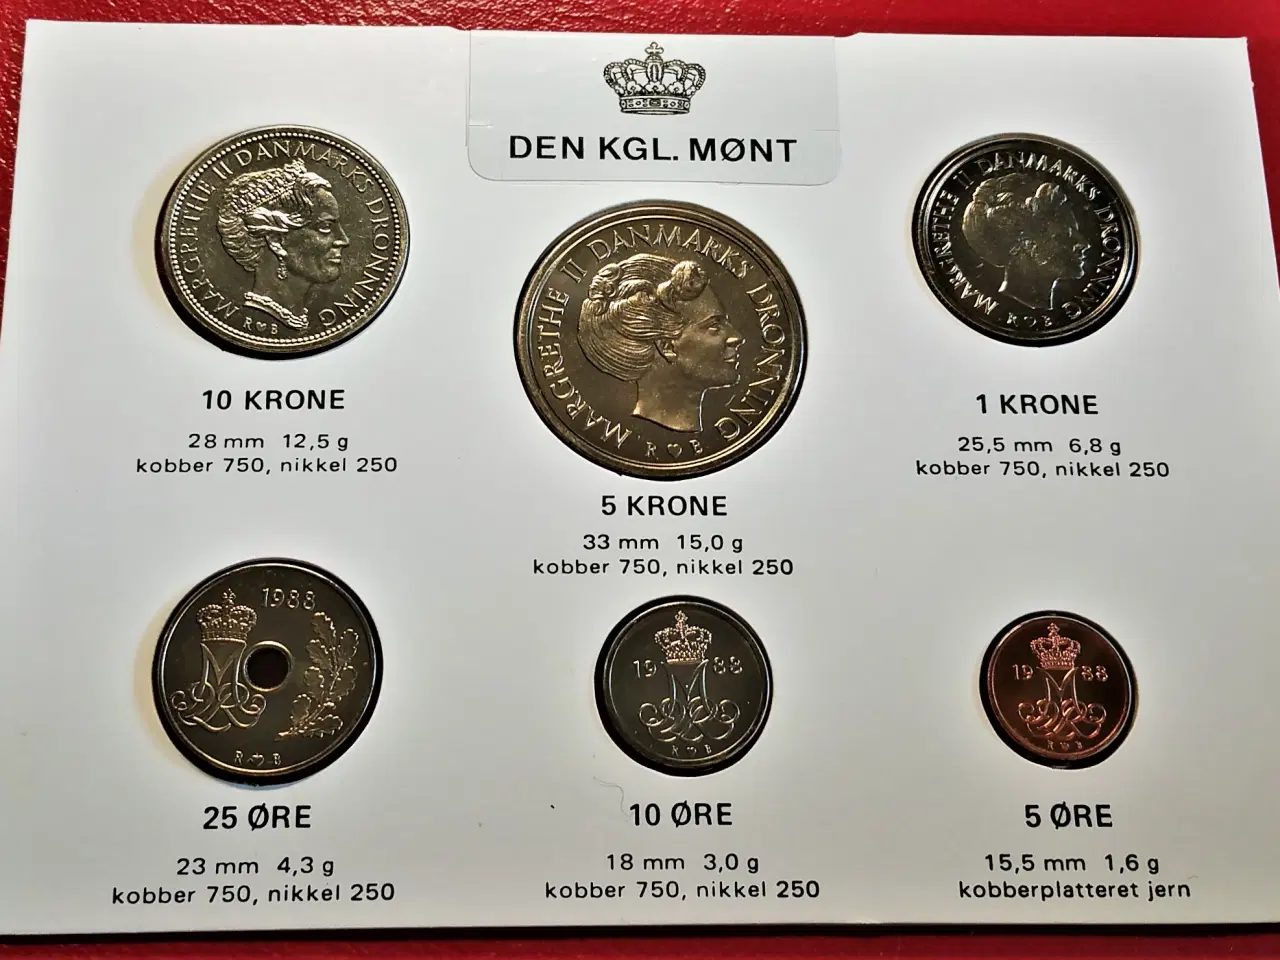 DEN KGL. MØNT
MARGRETHE II DANMARKS DRONNING
R B
10 KRONE
28 mm 12,5 g
kobber 750, nikkel 250
MARGRETHE II DANMARKS DRONNING
R B
5 KRONE
33 mm 15,0 g
kobber 750, nikkel 250
MARGRETHE II DANMARKS DRONNING
R B
1 KRONE
25,5 mm 6,8 g
kobber 750, nikkel 250
1988
R B
25 ØRE
23 mm 4,3 g
kobber 750, nikkel 250
19 88
R B
10 ØRE
18 mm 3,0 g
kobber 750, nikkel 250
19 88
R B
5 ØRE
15,5 mm 1,6 g
kobberplatteret jern